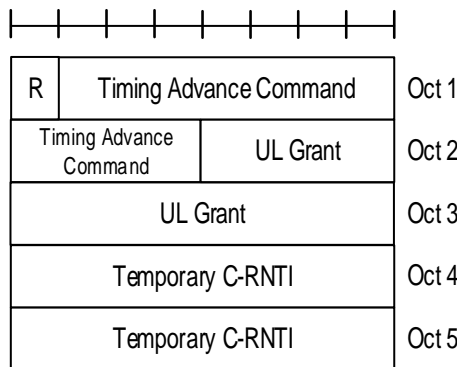 R Timing Advance Command Oct 1
Timing Advance
Command UL Grant Oct 2
UL Grant Oct 3
Temporary C-RNTI Oct 4
Temporary C-RNTI Oct 5